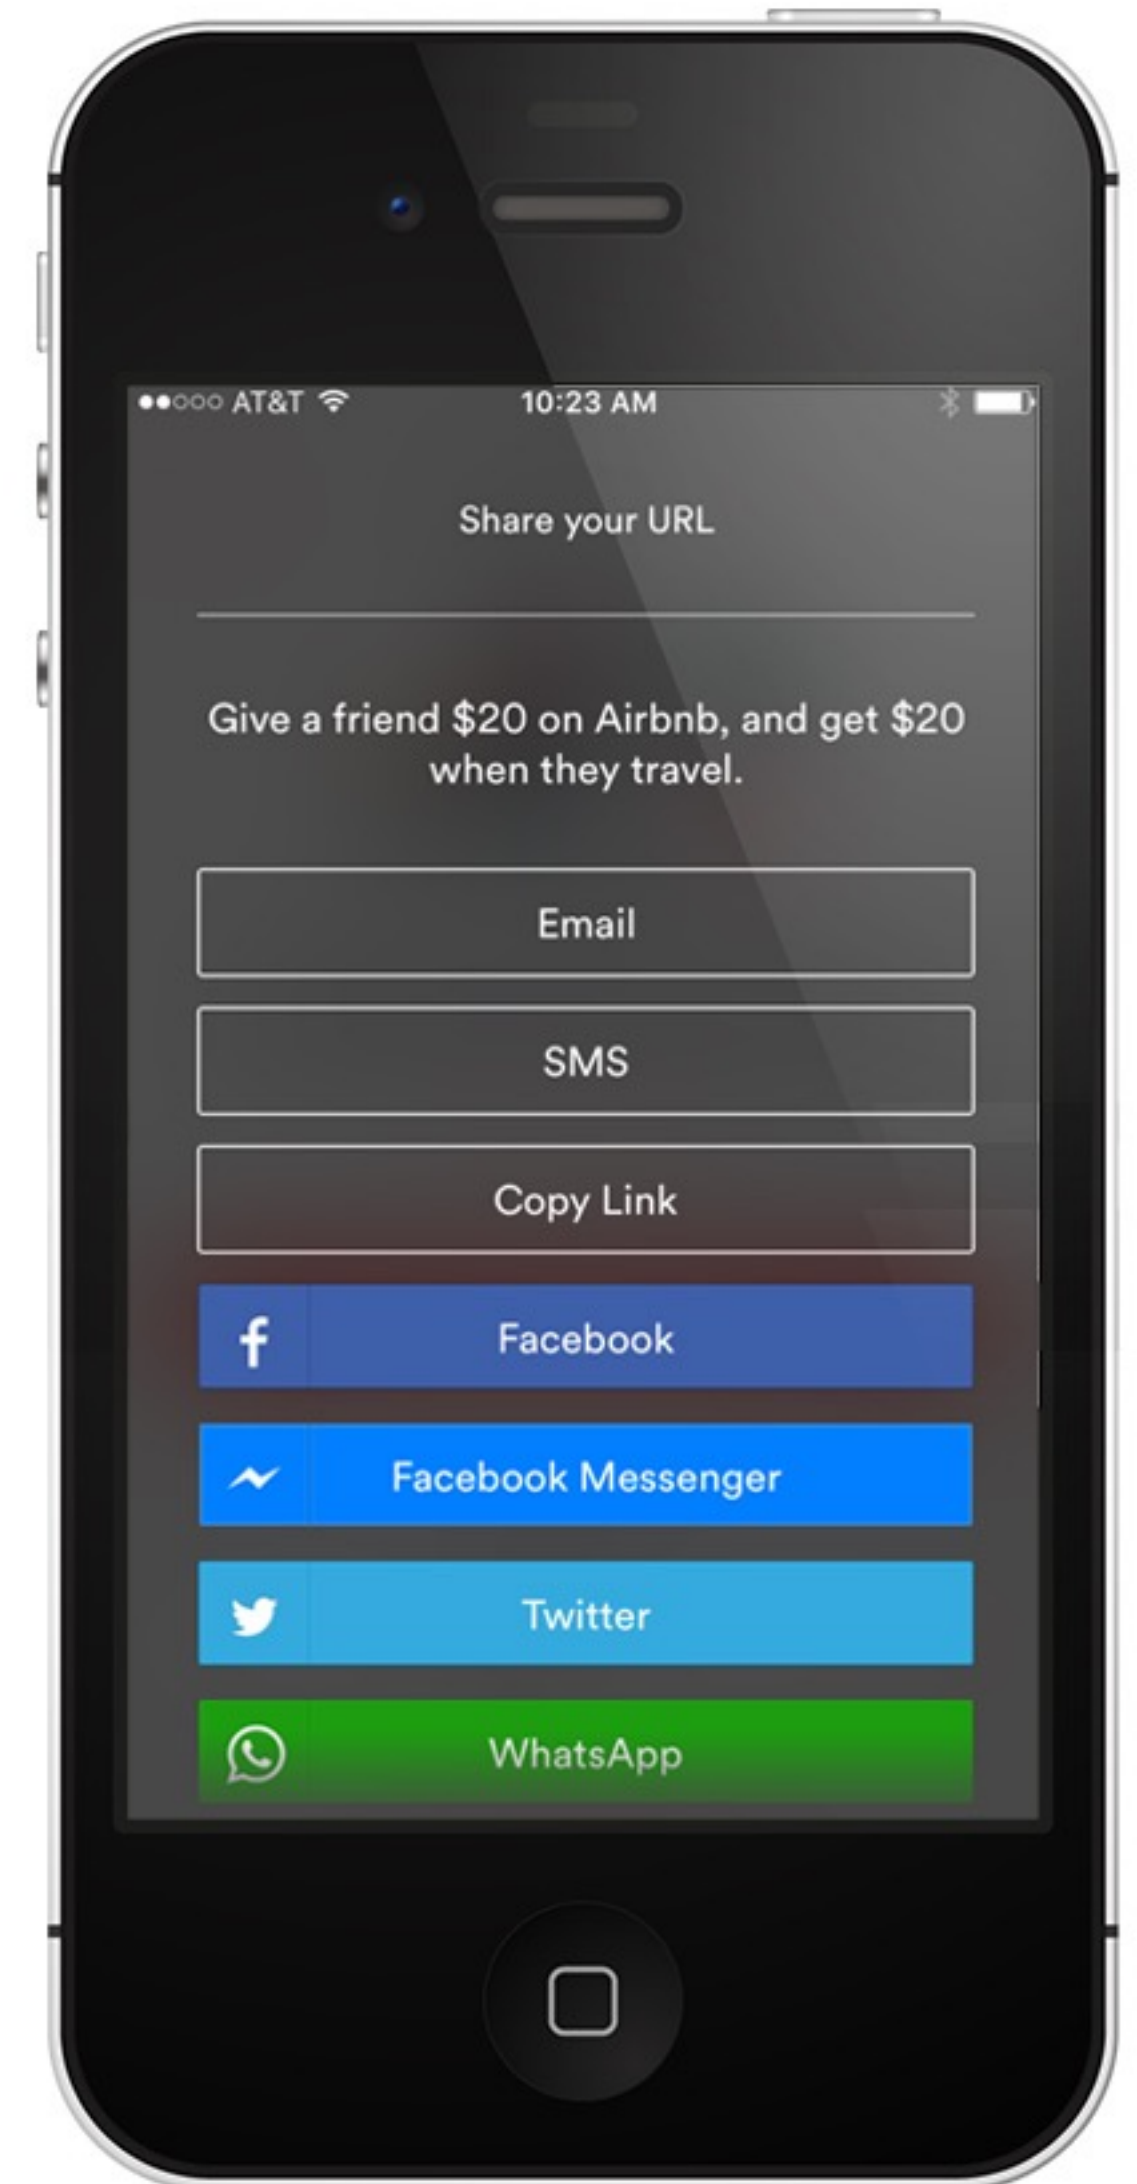 AT&T 10:23 AM
Share your URL
Give a friend $20 on Airbnb, and get $20
when they travel.
Email
SMS
Copy Link
Facebook
Facebook Messenger
Twitter
WhatsApp